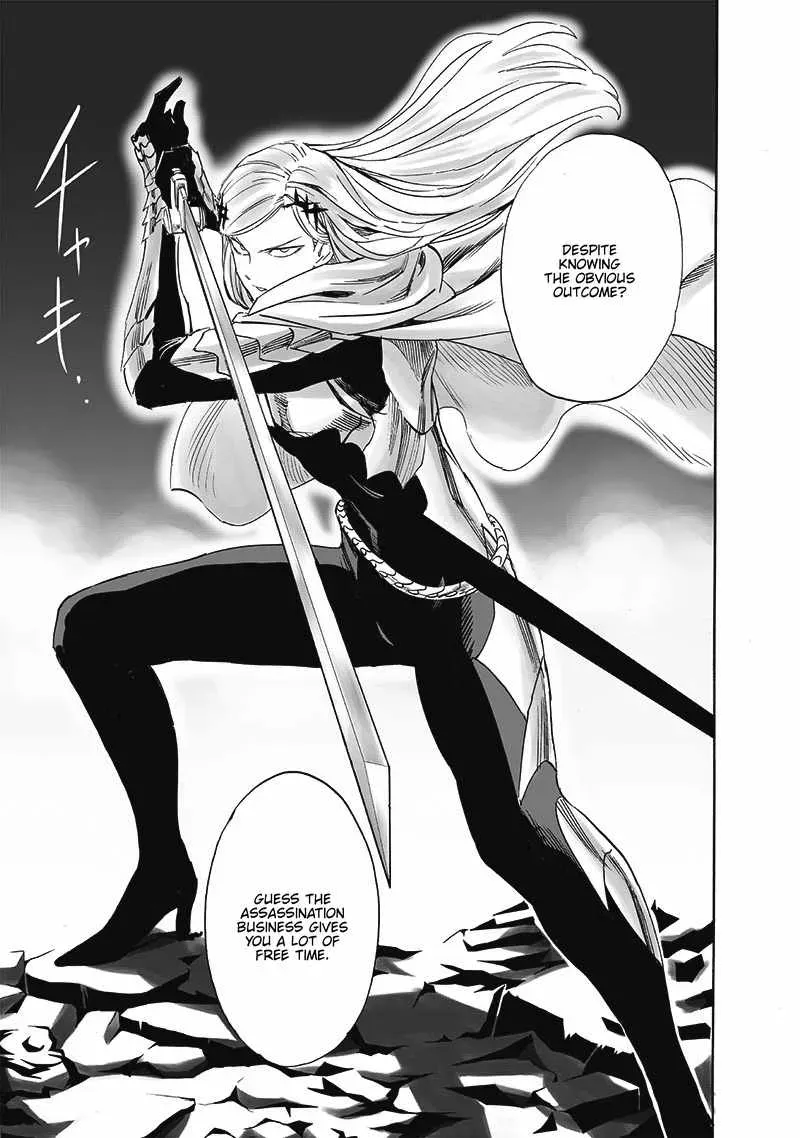 DESPITE
KNOWING
THE OBVIOUS
OUTCOME?
チャキ…
GUESS THE
ASSASSINATION
BUSINESS GIVES
YOU A LOT OF
FREE TIME.